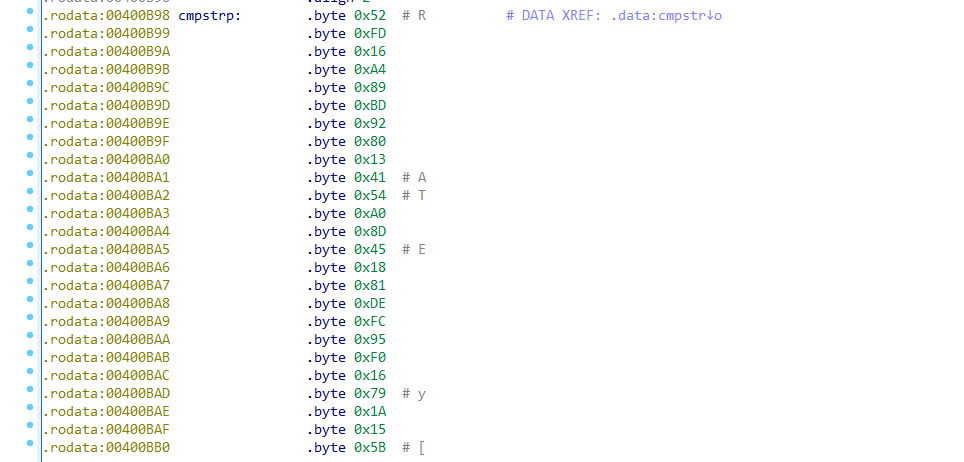 .rodata:00400B98 cmpstrp: .byte 0x52 # R # DATA XREF: .data:cmpstr↓o
.rodata:00400B99 .byte 0xFD
.rodata:00400B9A .byte 0x16
.rodata:00400B9B .byte 0xA4
.rodata:00400B9C .byte 0x89
.rodata:00400B9D .byte 0xBD
.rodata:00400B9E .byte 0x92
.rodata:00400B9F .byte 0x80
.rodata:00400BA0 .byte 0x13
.rodata:00400BA1 .byte 0x41 # A
.rodata:00400BA2 .byte 0x54 # T
.rodata:00400BA3 .byte 0xA0
.rodata:00400BA4 .byte 0x8D
.rodata:00400BA5 .byte 0x45 # E
.rodata:00400BA6 .byte 0x18
.rodata:00400BA7 .byte 0x81
.rodata:00400BA8 .byte 0xDE
.rodata:00400BA9 .byte 0xFC
.rodata:00400BAA .byte 0x95
.rodata:00400BAB .byte 0xF0
.rodata:00400BAC .byte 0x16
.rodata:00400BAD .byte 0x79 # y
.rodata:00400BAE .byte 0x1A
.rodata:00400BAF .byte 0x15
.rodata:00400BB0 .byte 0x5B # [